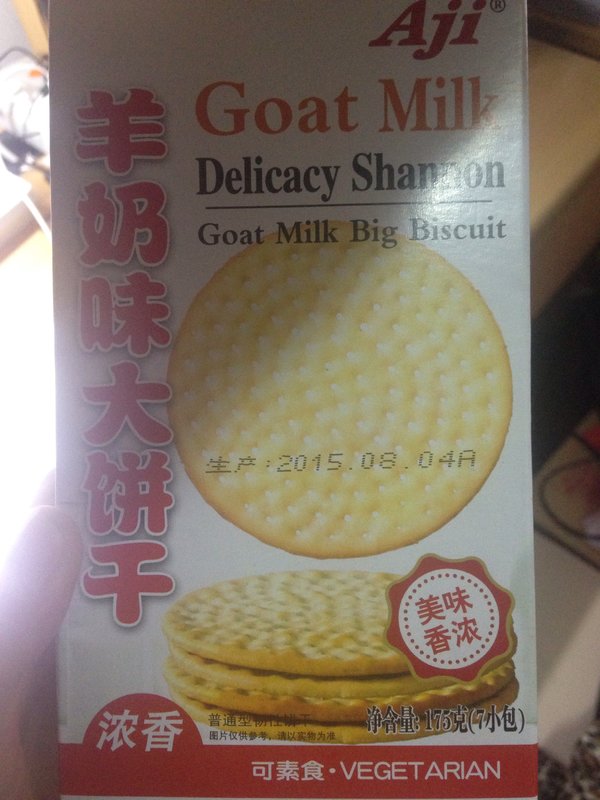 Aji®
Goat Milk
Delicacy Shannon
Goat Milk Big Biscuit
羊奶味大饼干
生产:2015.08.04A
美味
香浓
浓香
普通型韧性饼干
图片仅供参考，请以实物为准
净含量: 175克(7小包)
可素食·VEGETARIAN